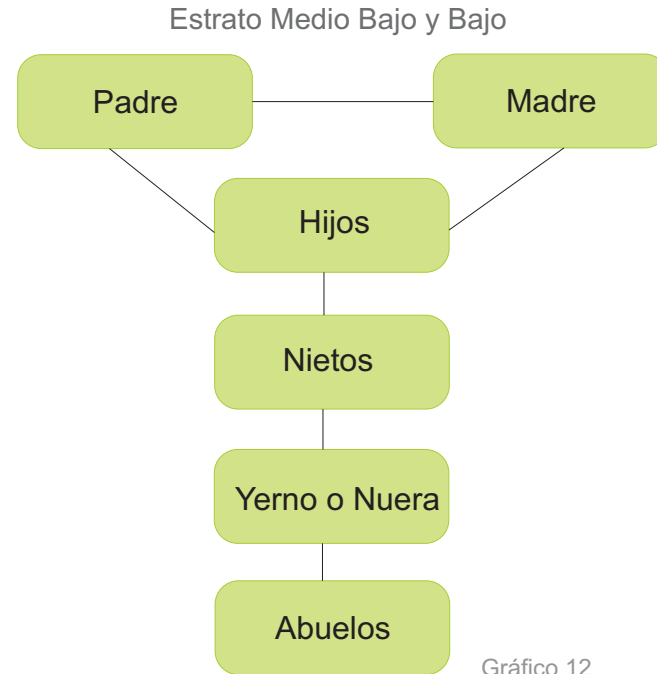 Estrato Medio Bajo y Bajo
Padre
Madre
Hijos
Nietos
Yerno o Nuera
Abuelos
Gráfico 12